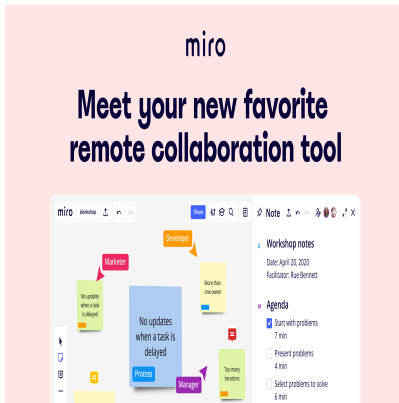 miro
Meet your new favorite
remote collaboration tool
miro
Workshop
Share
Note
Developer
Marketer
No updates
when a task
is delayed
More than
one owner
No updates
when a task is
delayed
Process
Manager
Too many
iterations
Workshop notes
Date: April 20, 2020
Facilitator: Rue Bennett
Agenda
Start with problems
7 min
Present problems
4 min
Select problems to solve
6 min